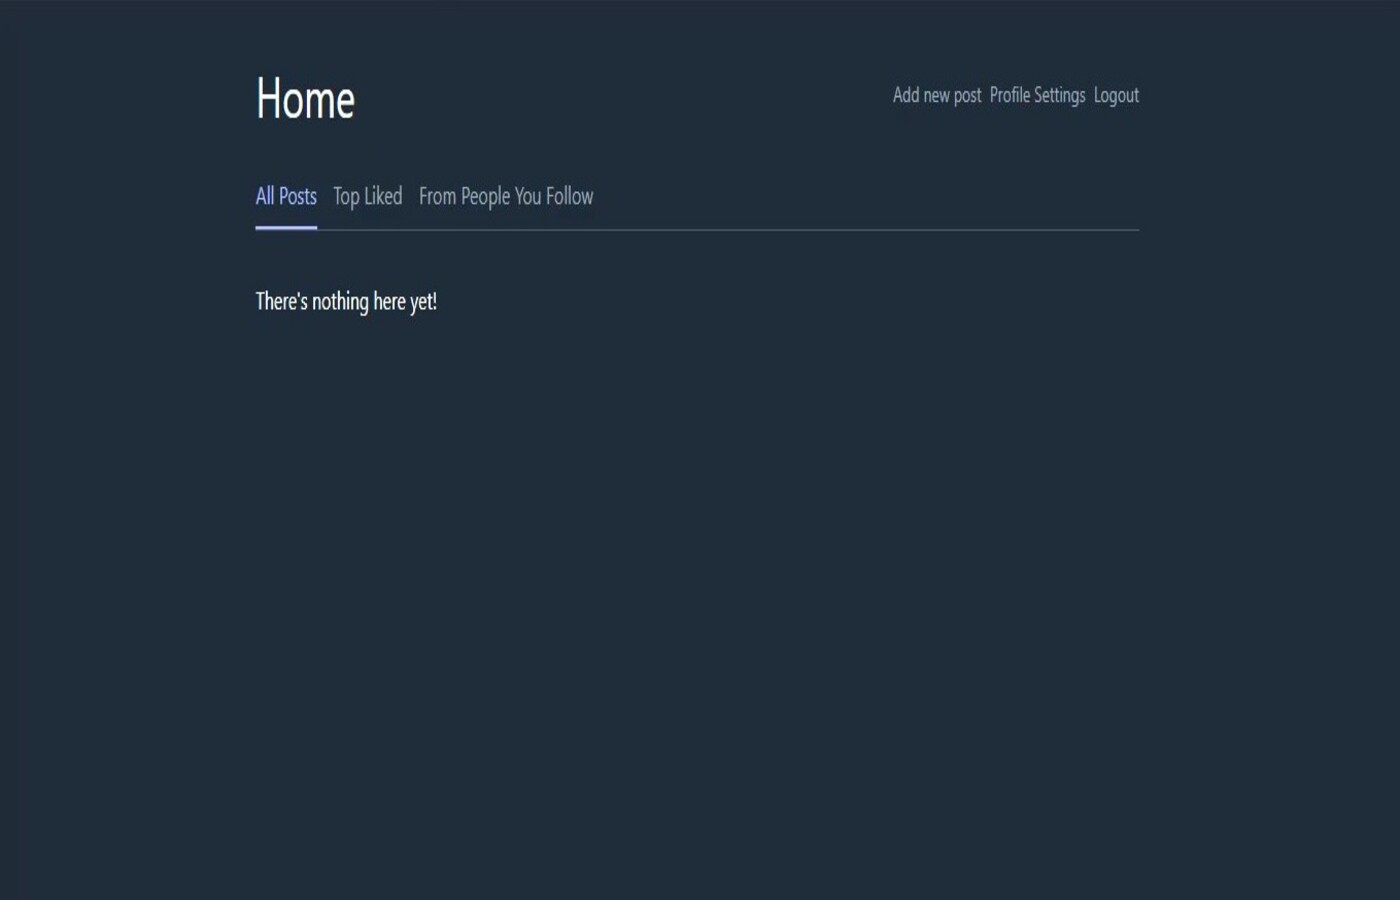 Home
Add new post Profile Settings Logout
All Posts Top Liked From People You Follow
There's nothing here yet!